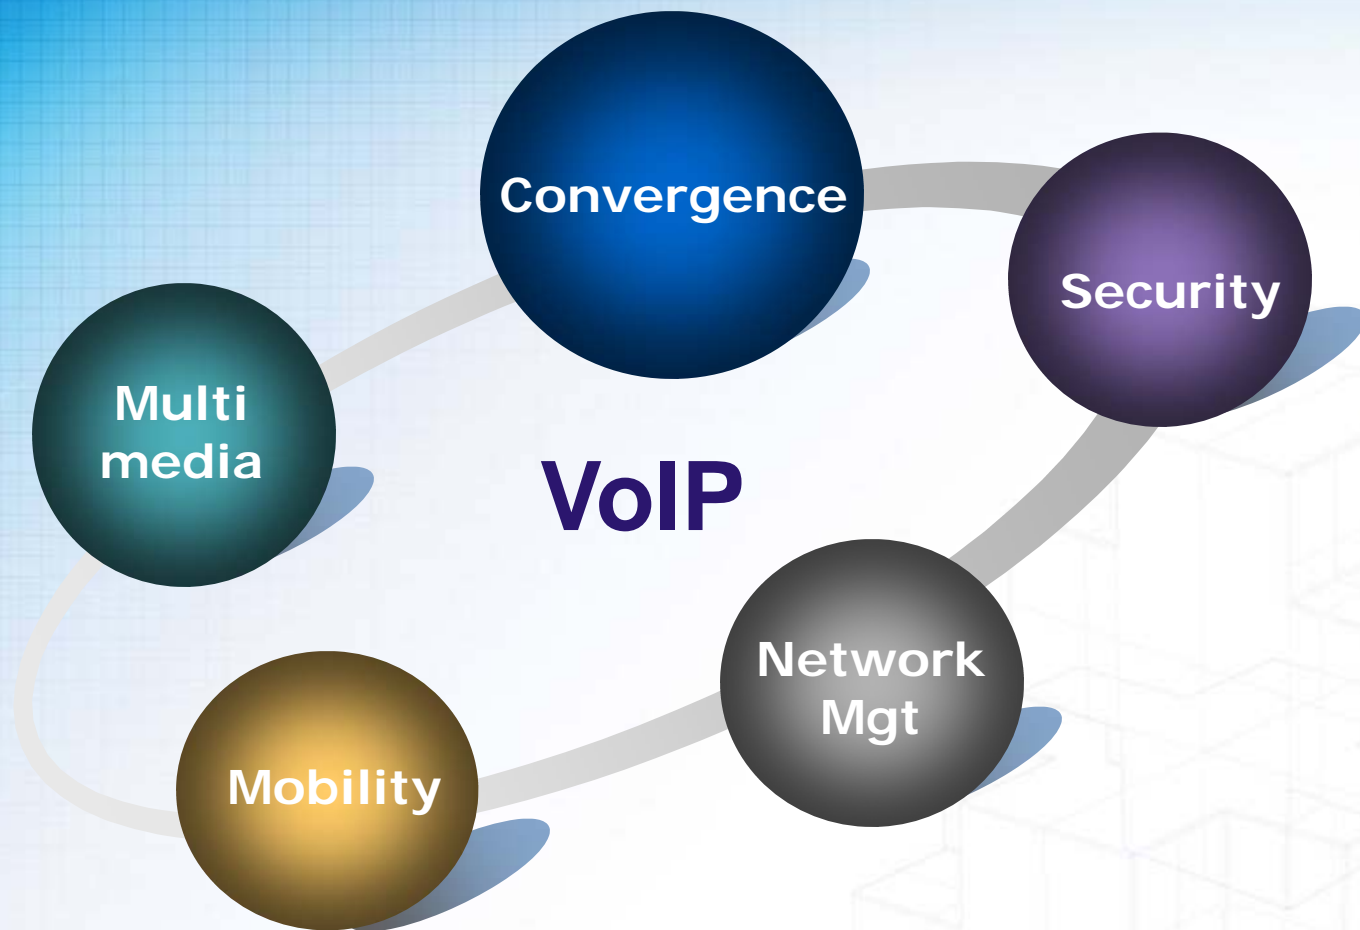 Convergence
Security
Multi
media
VoIP
Network
Mgt
Mobility